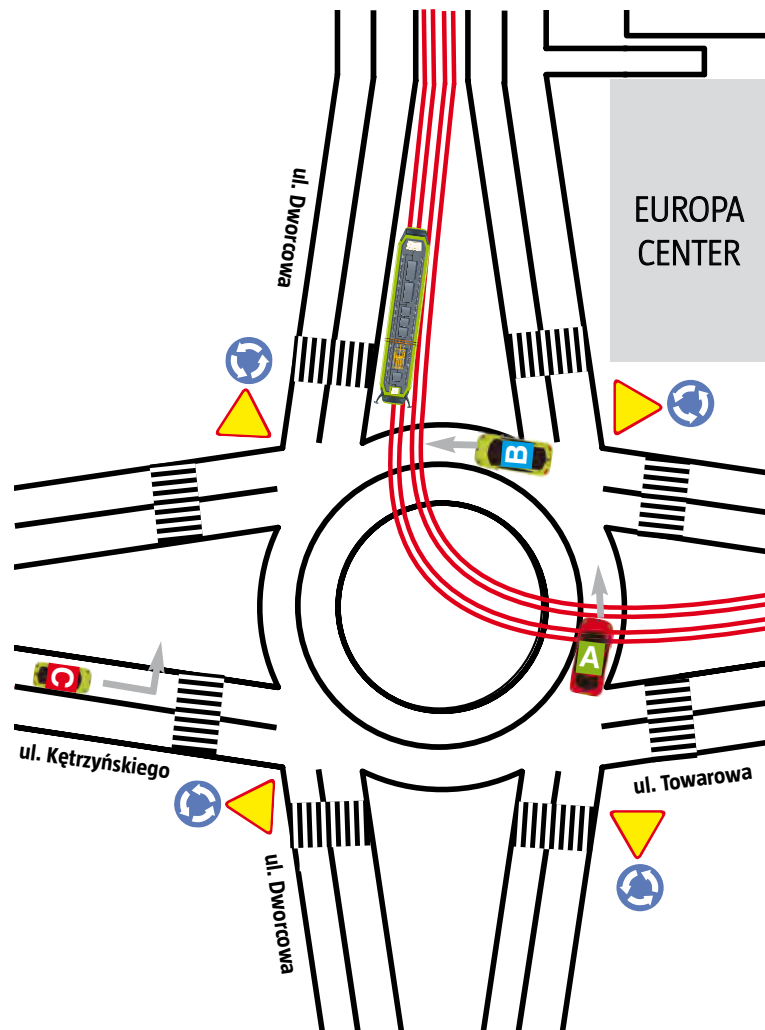 ul. Dworcowa
EUROPA
CENTER
B
A
C
ul. Kętrzyńskiego
ul. Towarowa
ul. Dworcowa